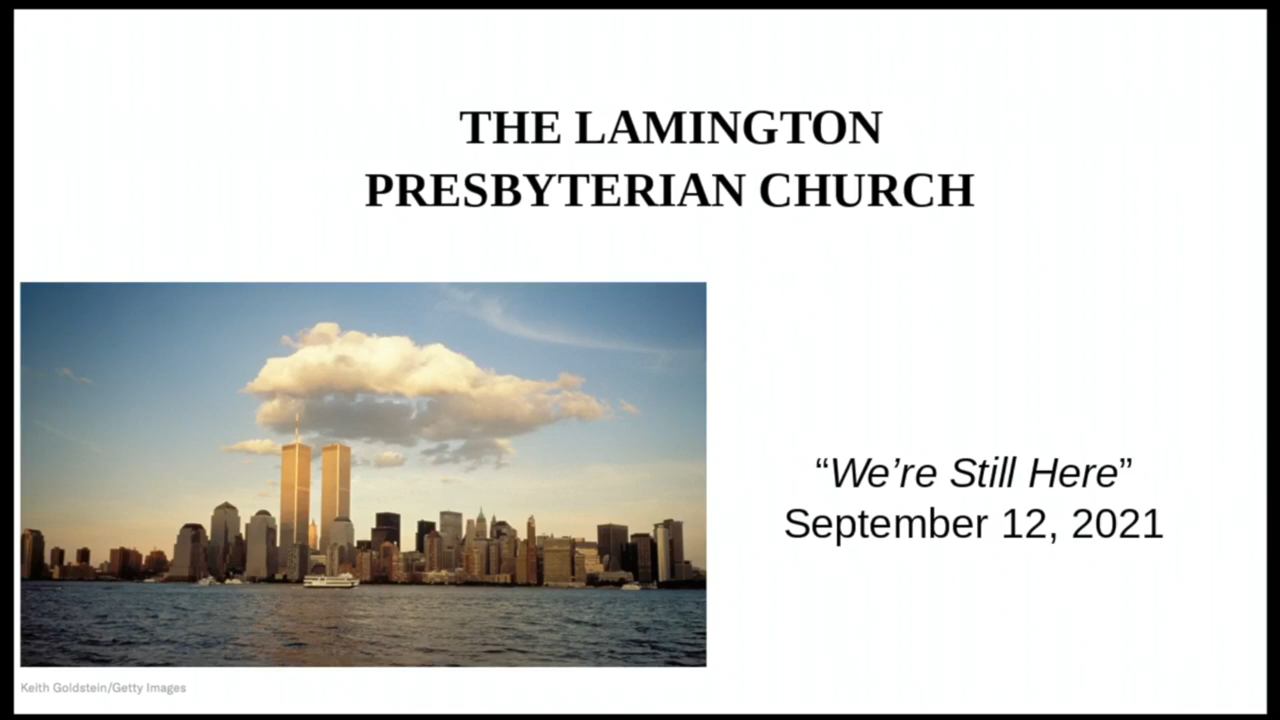 THE LAMINGTON
PRESBYTERIAN CHURCH
“We’re Still Here”
September 12, 2021
Keith Goldstein/Getty Images